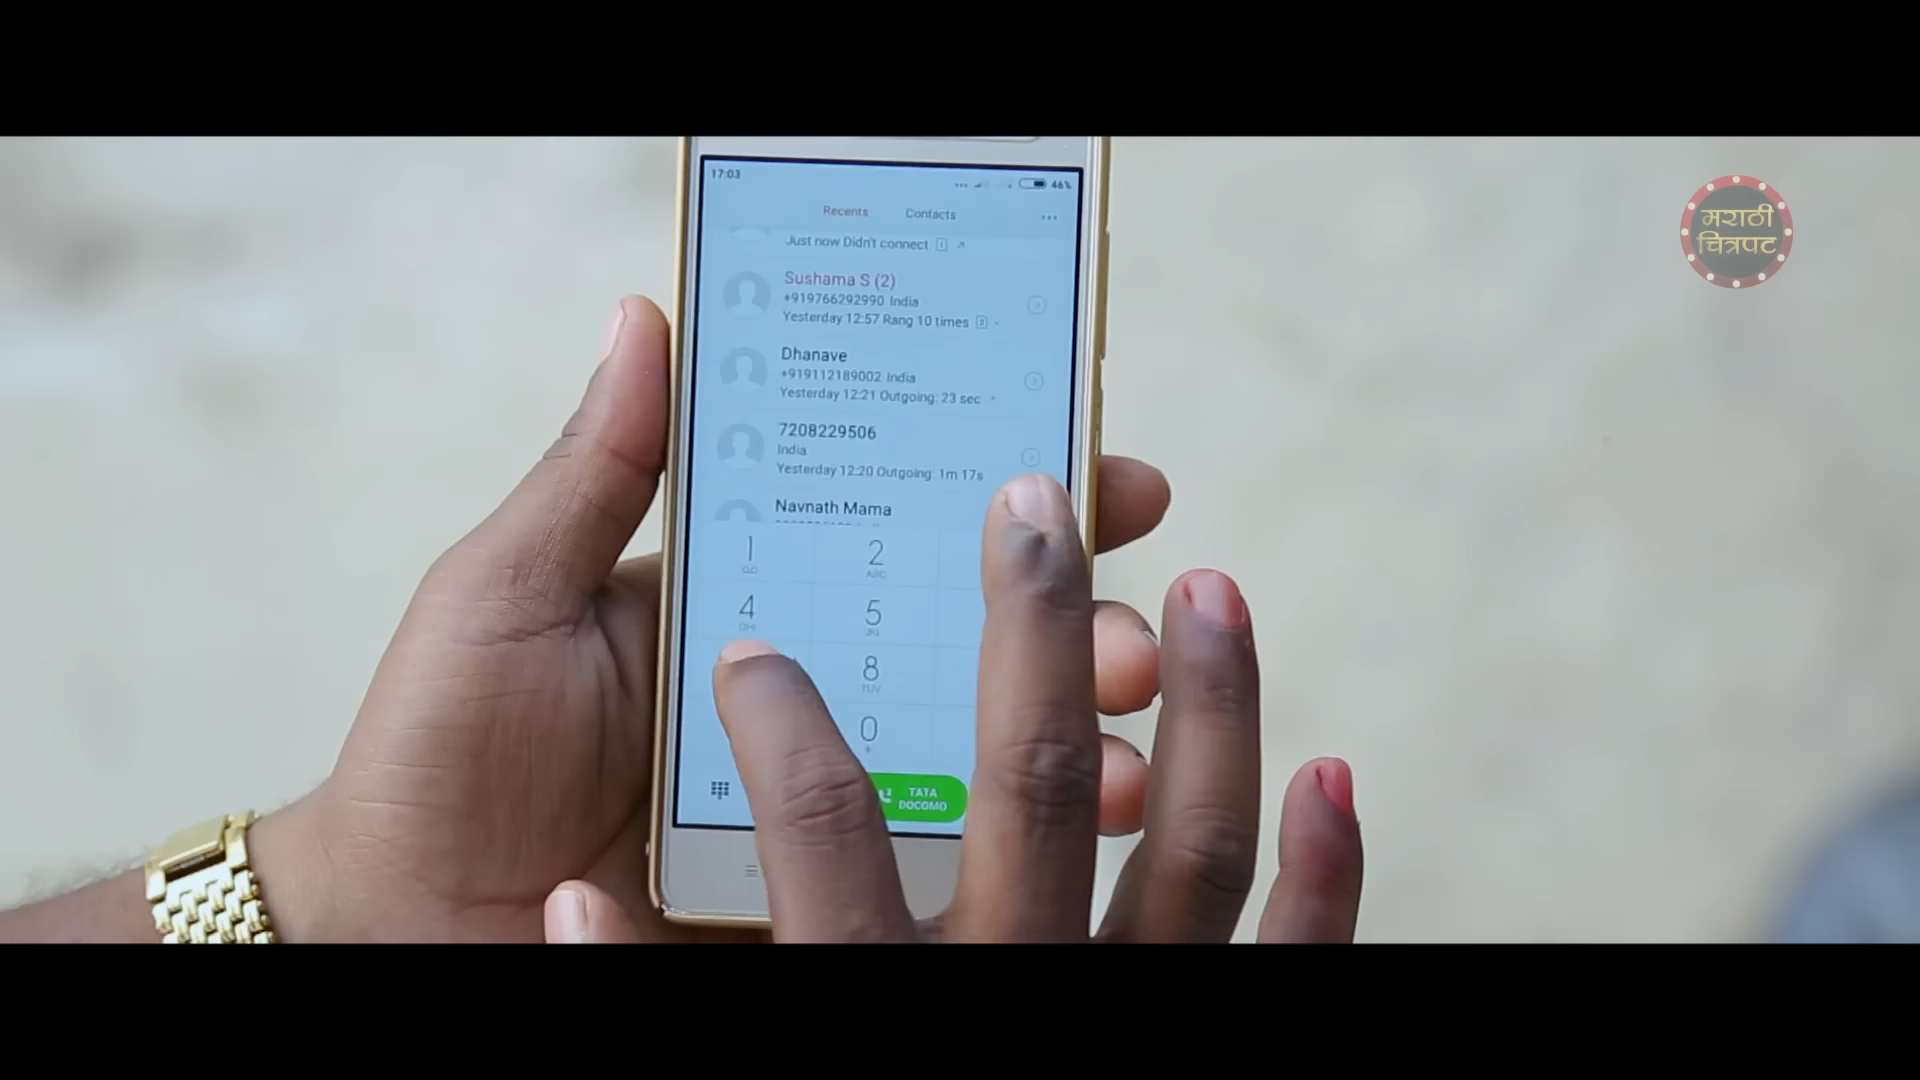 17:03
46%
Recents Contacts
Just now Didn't connect
मराठी
चित्रपट
Sushama S (2)
+919766292990 India
Yesterday 12:57 Rang 10 times
Dhanave
+919112189002 India
Yesterday 12:21 Outgoing: 23 sec
7208229506
India
Yesterday 12:20 Outgoing: 1m 17s
Navnath Mama
1 2
ABC
4 5
GHI JKL
8
TUV
0
+
TATA
DOCOMO